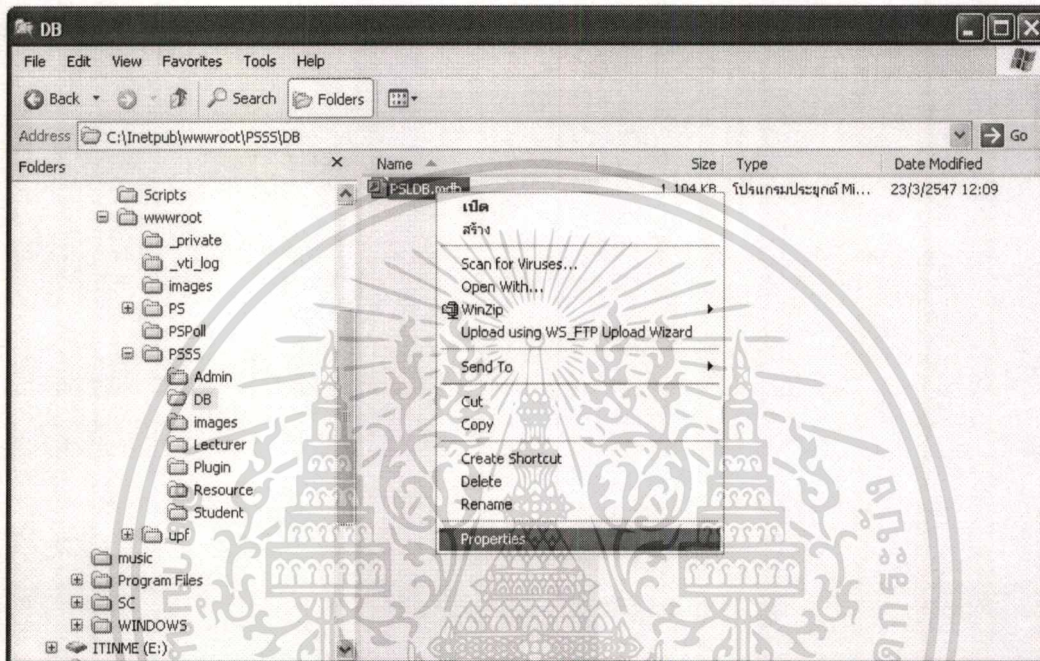 DB
File Edit View Favorites Tools Help
Back Search Folders
Address C:\Inetpub\wwwroot\PSSS\DB Go
Folders Name Size Type Date Modified
PSLDB.mdb 1,104 KB โปรแกรมประยุกต์ Mi... 23/3/2547 12:09
Scripts
wwwroot
_private
_vti_log
images
PS
PSPoll
PSSS
Admin
DB
images
Lecturer
Plugin
Resource
Student
upf
music
Program Files
SC
WINDOWS
ITINME (E:)
เปิด
สร้าง
Scan for Viruses...
Open With...
WinZip
Upload using WS_FTP Upload Wizard
Send To
Cut
Copy
Create Shortcut
Delete
Rename
Properties